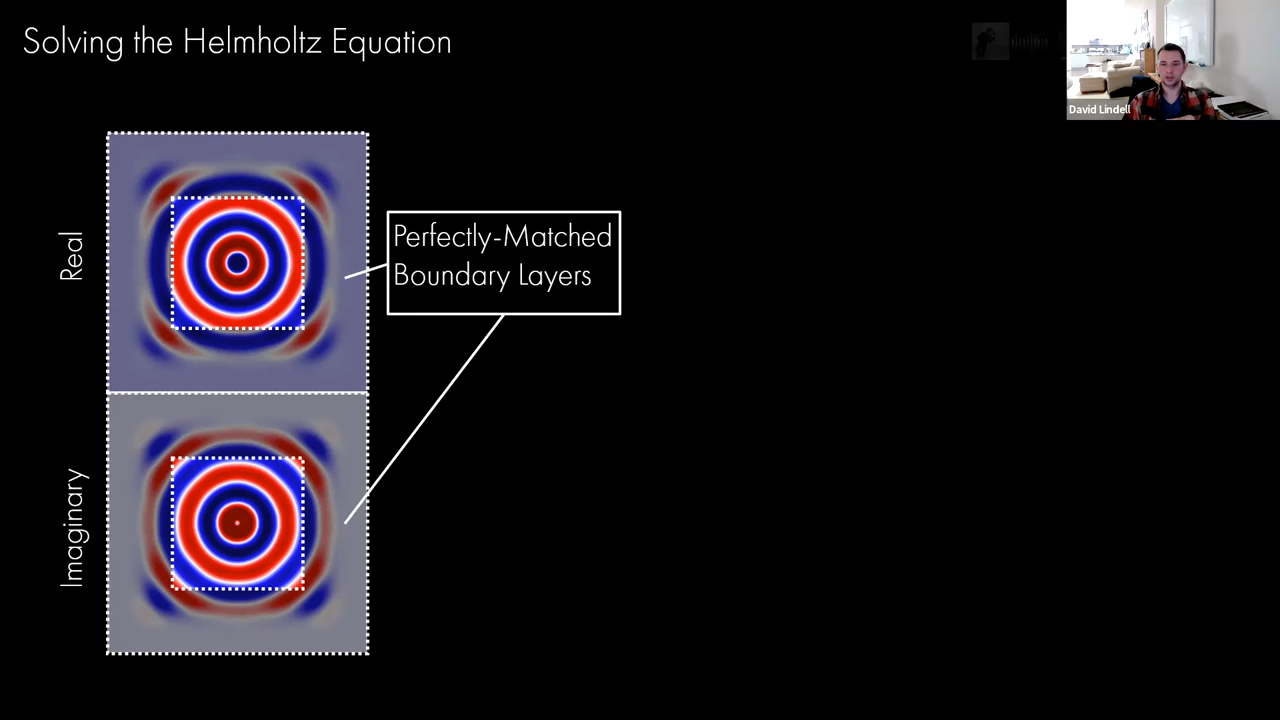 Solving the Helmholtz Equation
David Lindell
Real
Perfectly-Matched
Boundary Layers
Imaginary